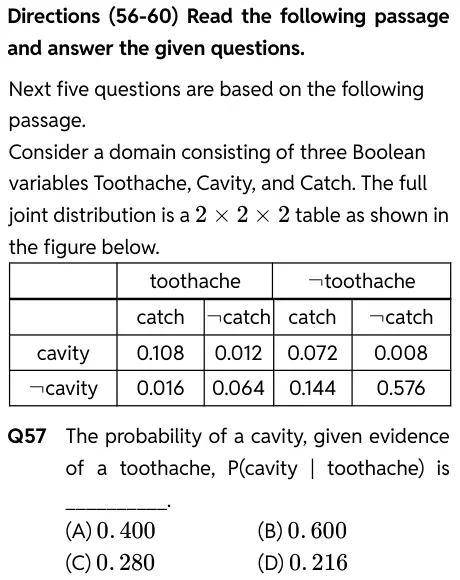 Directions (56-60) Read the following passage
and answer the given questions.
Next five questions are based on the following
passage.
Consider a domain consisting of three Boolean
variables Toothache, Cavity, and Catch. The full
joint distribution is a 2 × 2 × 2 table as shown in
the figure below.
toothache ¬toothache
catch ¬catch catch ¬catch
cavity 0.108 0.012 0.072 0.008
¬cavity 0.016 0.064 0.144 0.576
Q57 The probability of a cavity, given evidence
of a toothache, P(cavity | toothache) is
__________.
(A) 0. 400 (B) 0. 600
(C) 0. 280 (D) 0. 216